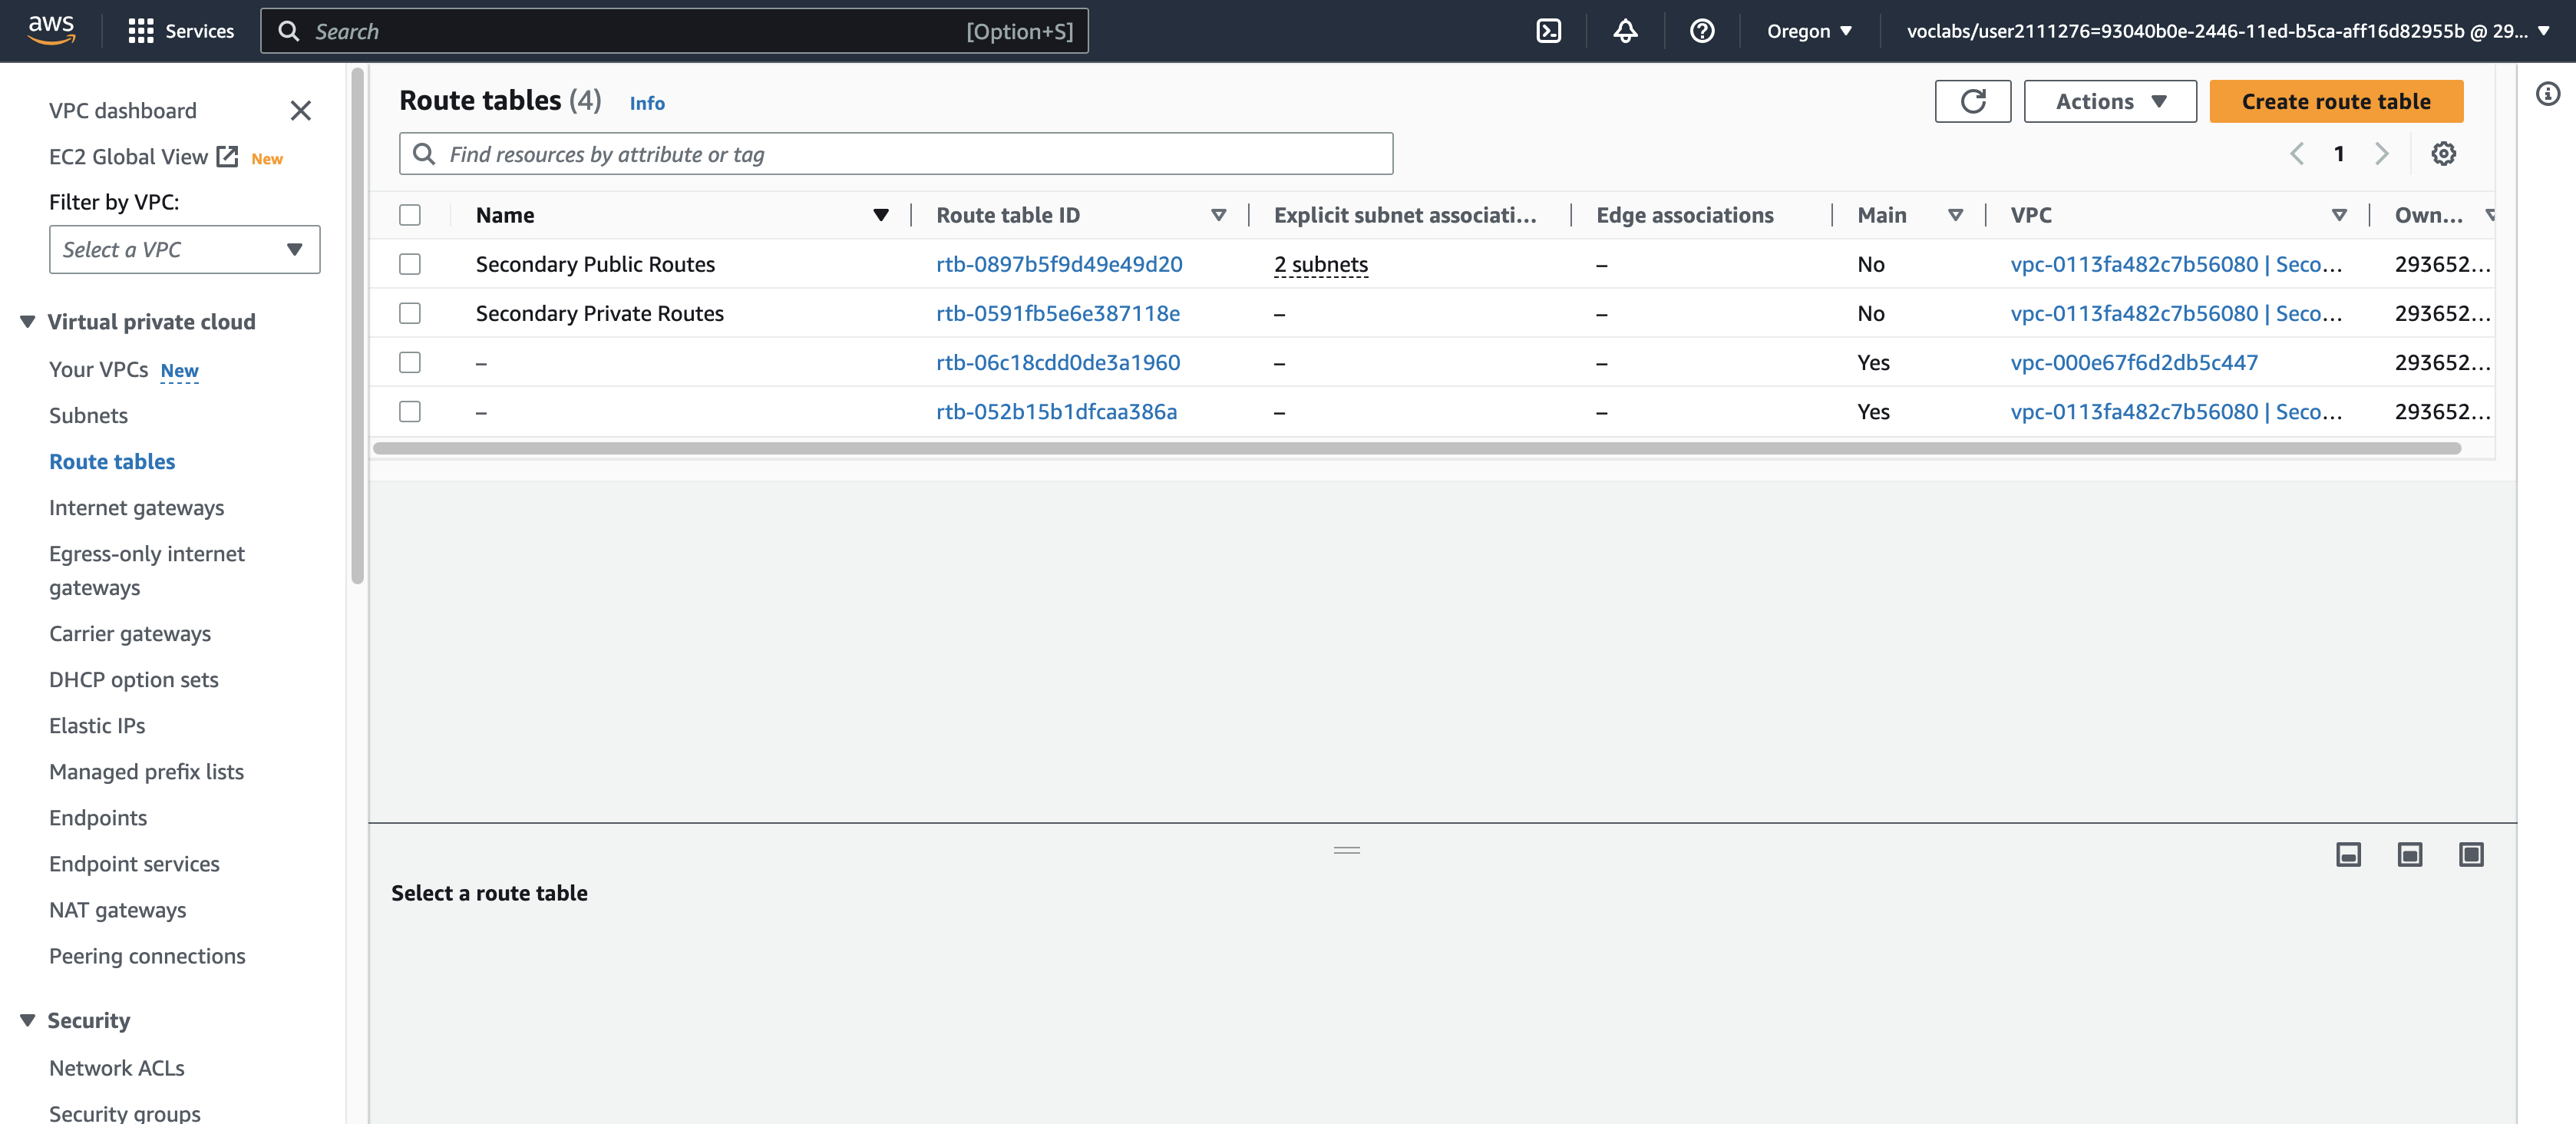 aws Services Search [Option+S] Oregon voclabs/user2111276=93040b0e-2446-11ed-b5ca-aff16d82955b @ 29...
VPC dashboard
EC2 Global View New
Filter by VPC:
Select a VPC
Virtual private cloud
Your VPCs New
Subnets
Route tables
Internet gateways
Egress-only internet
gateways
Carrier gateways
DHCP option sets
Elastic IPs
Managed prefix lists
Endpoints
Endpoint services
NAT gateways
Peering connections
Security
Network ACLs
Security groups
Route tables (4) Info Actions Create route table
Find resources by attribute or tag 1
Name Route table ID Explicit subnet associati... Edge associations Main VPC Own...
Secondary Public Routes rtb-0897b5f9d49e49d20 2 subnets – No vpc-0113fa482c7b56080 | Seco... 293652...
Secondary Private Routes rtb-0591fb5e6e387118e – – No vpc-0113fa482c7b56080 | Seco... 293652...
– rtb-06c18cdd0de3a1960 – – Yes vpc-000e67f6d2db5c447 293652...
– rtb-052b15b1dfcaa386a – – Yes vpc-0113fa482c7b56080 | Seco... 293652...
Select a route table